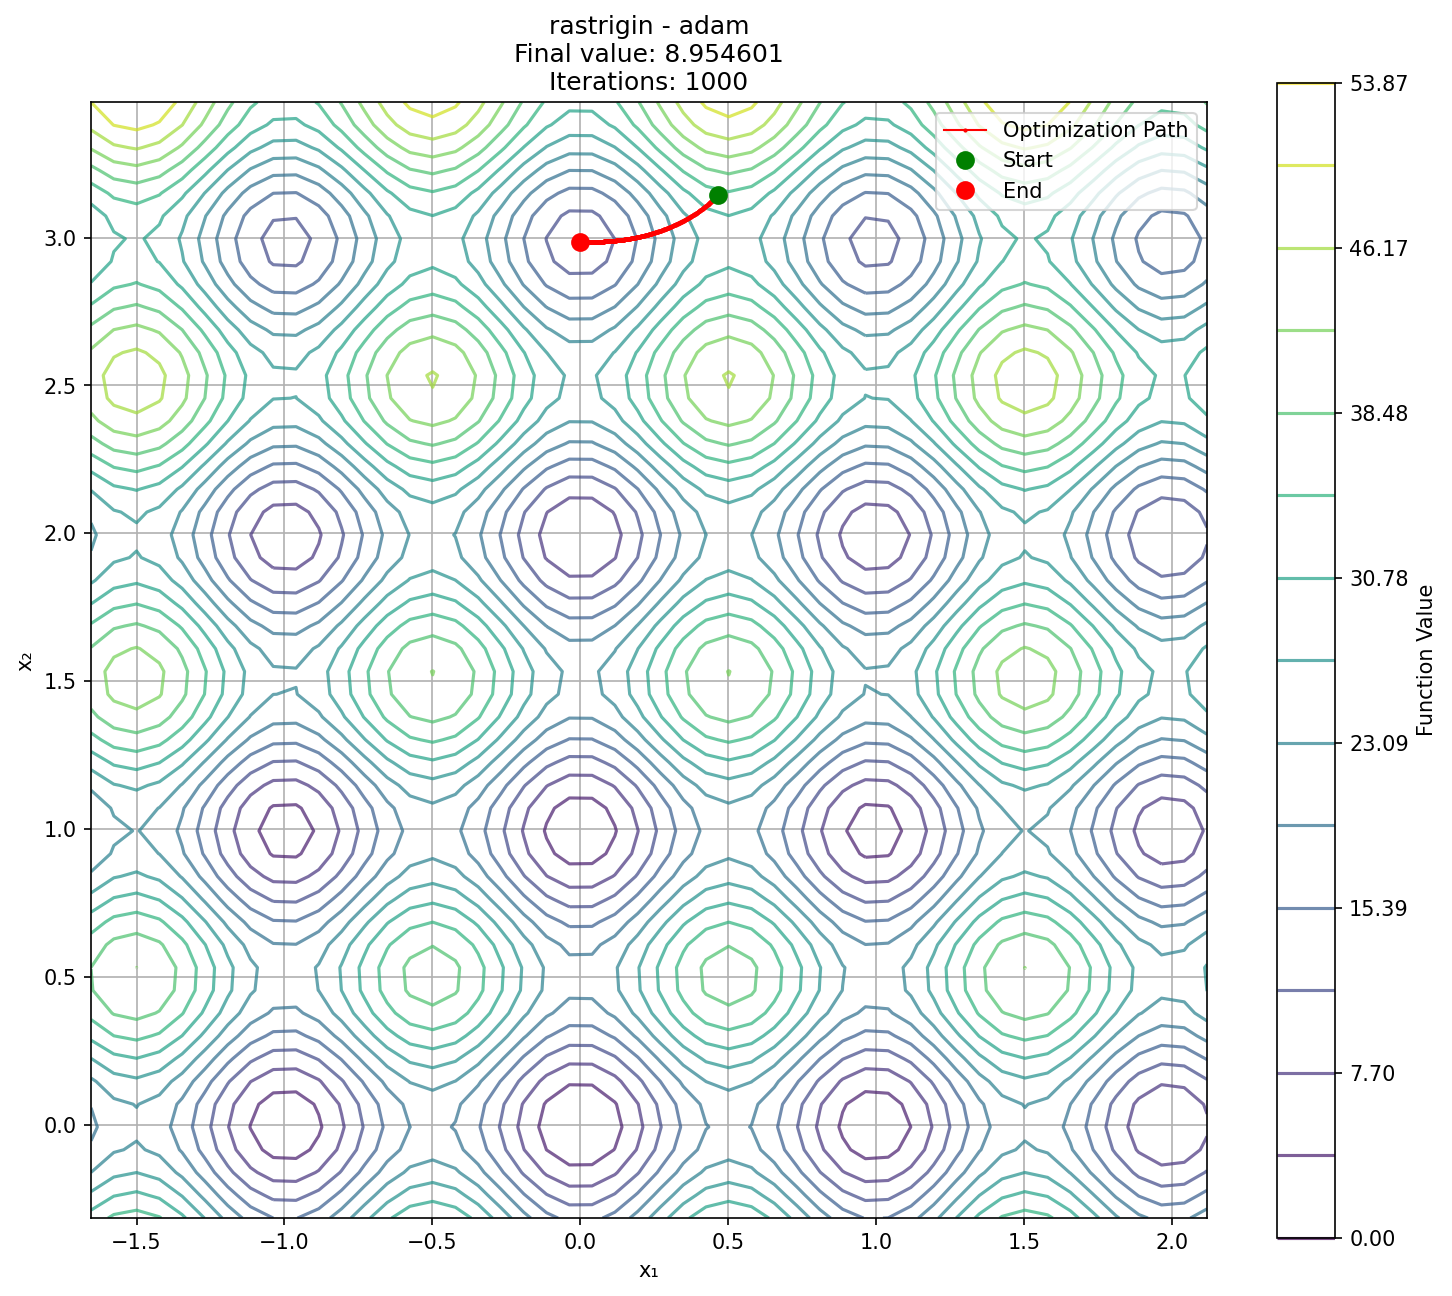 rastrigin - adam
Final value: 8.954601
Iterations: 1000
Optimization Path
Start
End
3.0
2.5
2.0
1.5
1.0
0.5
0.0
x₂
−1.5
−1.0
−0.5
0.0
0.5
1.0
1.5
2.0
x₁
53.87
46.17
38.48
30.78
23.09
15.39
7.70
0.00
Function Value